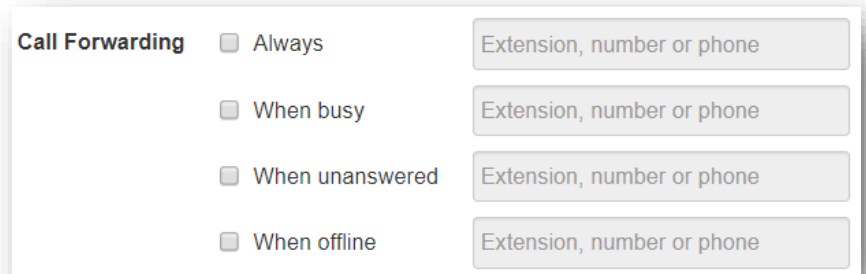 Call Forwarding Always Extension, number or phone
When busy Extension, number or phone
When unanswered Extension, number or phone
When offline Extension, number or phone